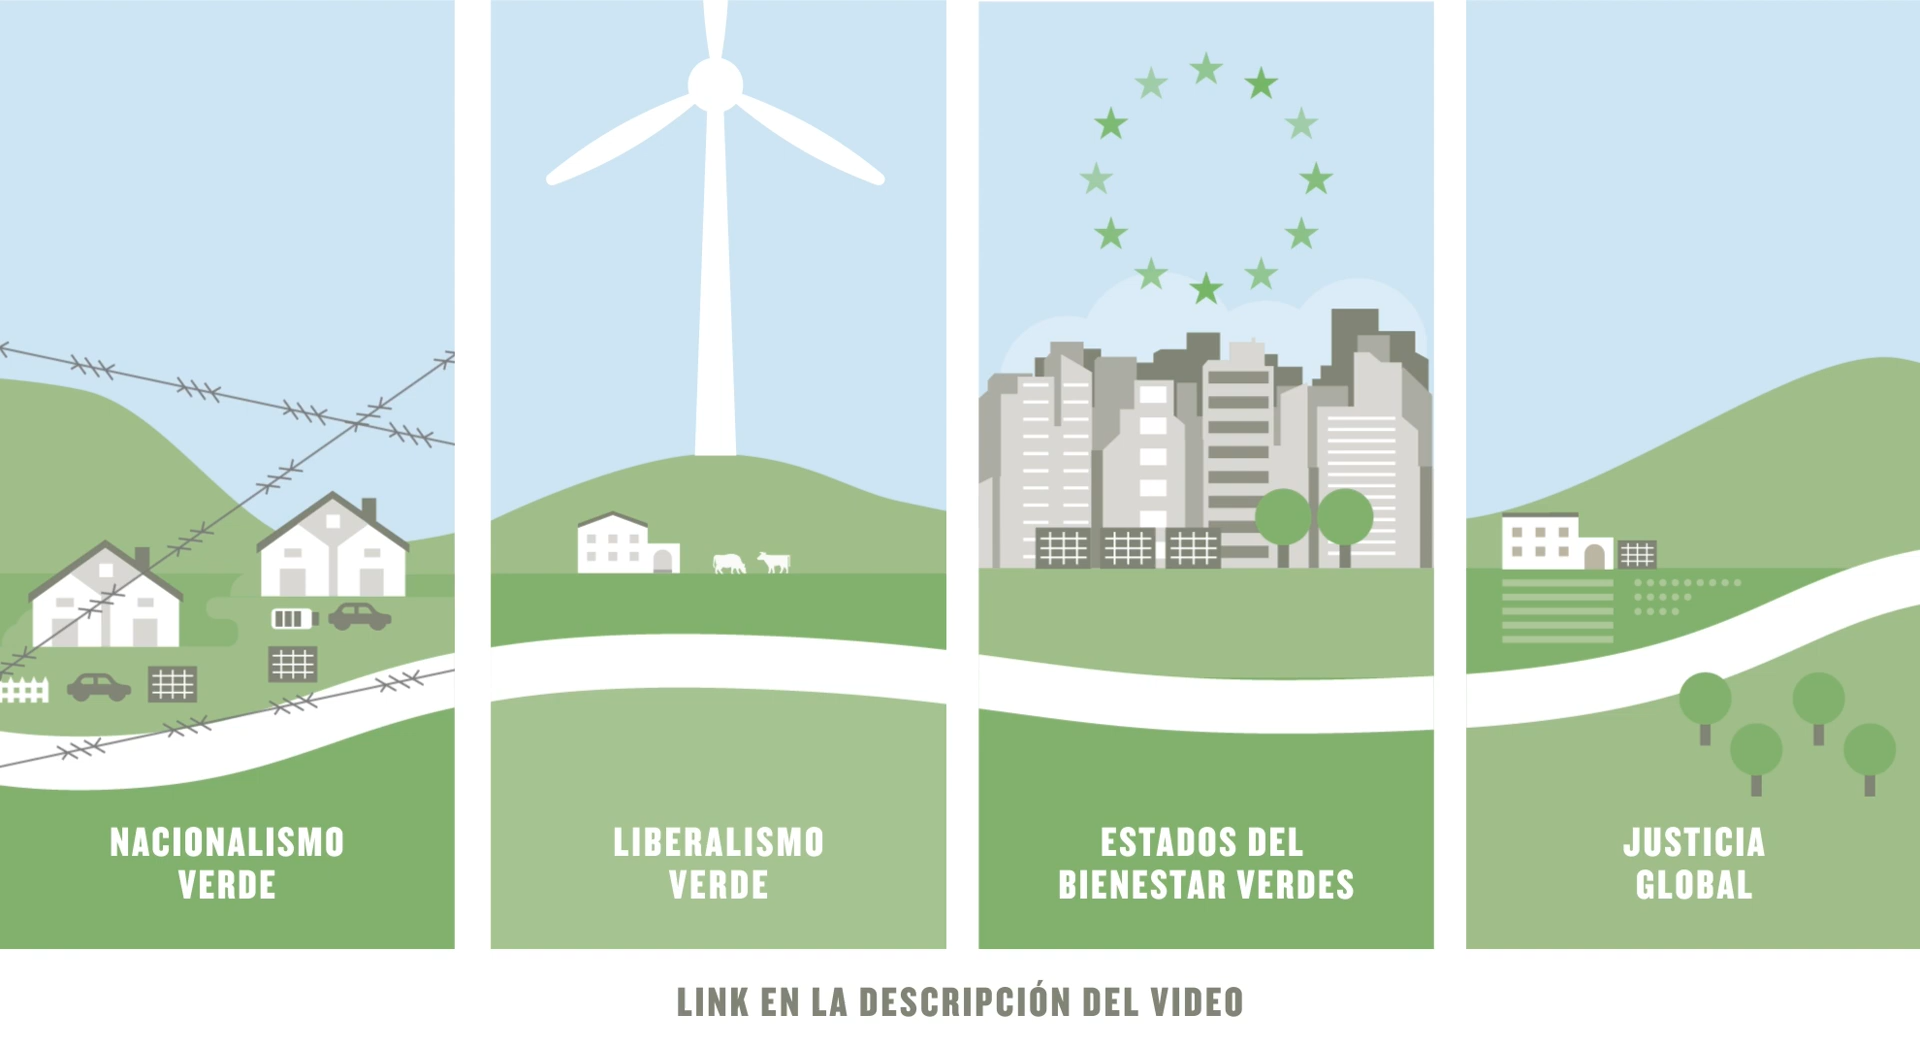 NACIONALISMO
VERDE
LIBERALISMO
VERDE
ESTADOS DEL
BIENESTAR VERDES
JUSTICIA
GLOBAL
LINK EN LA DESCRIPCIÓN DEL VIDEO